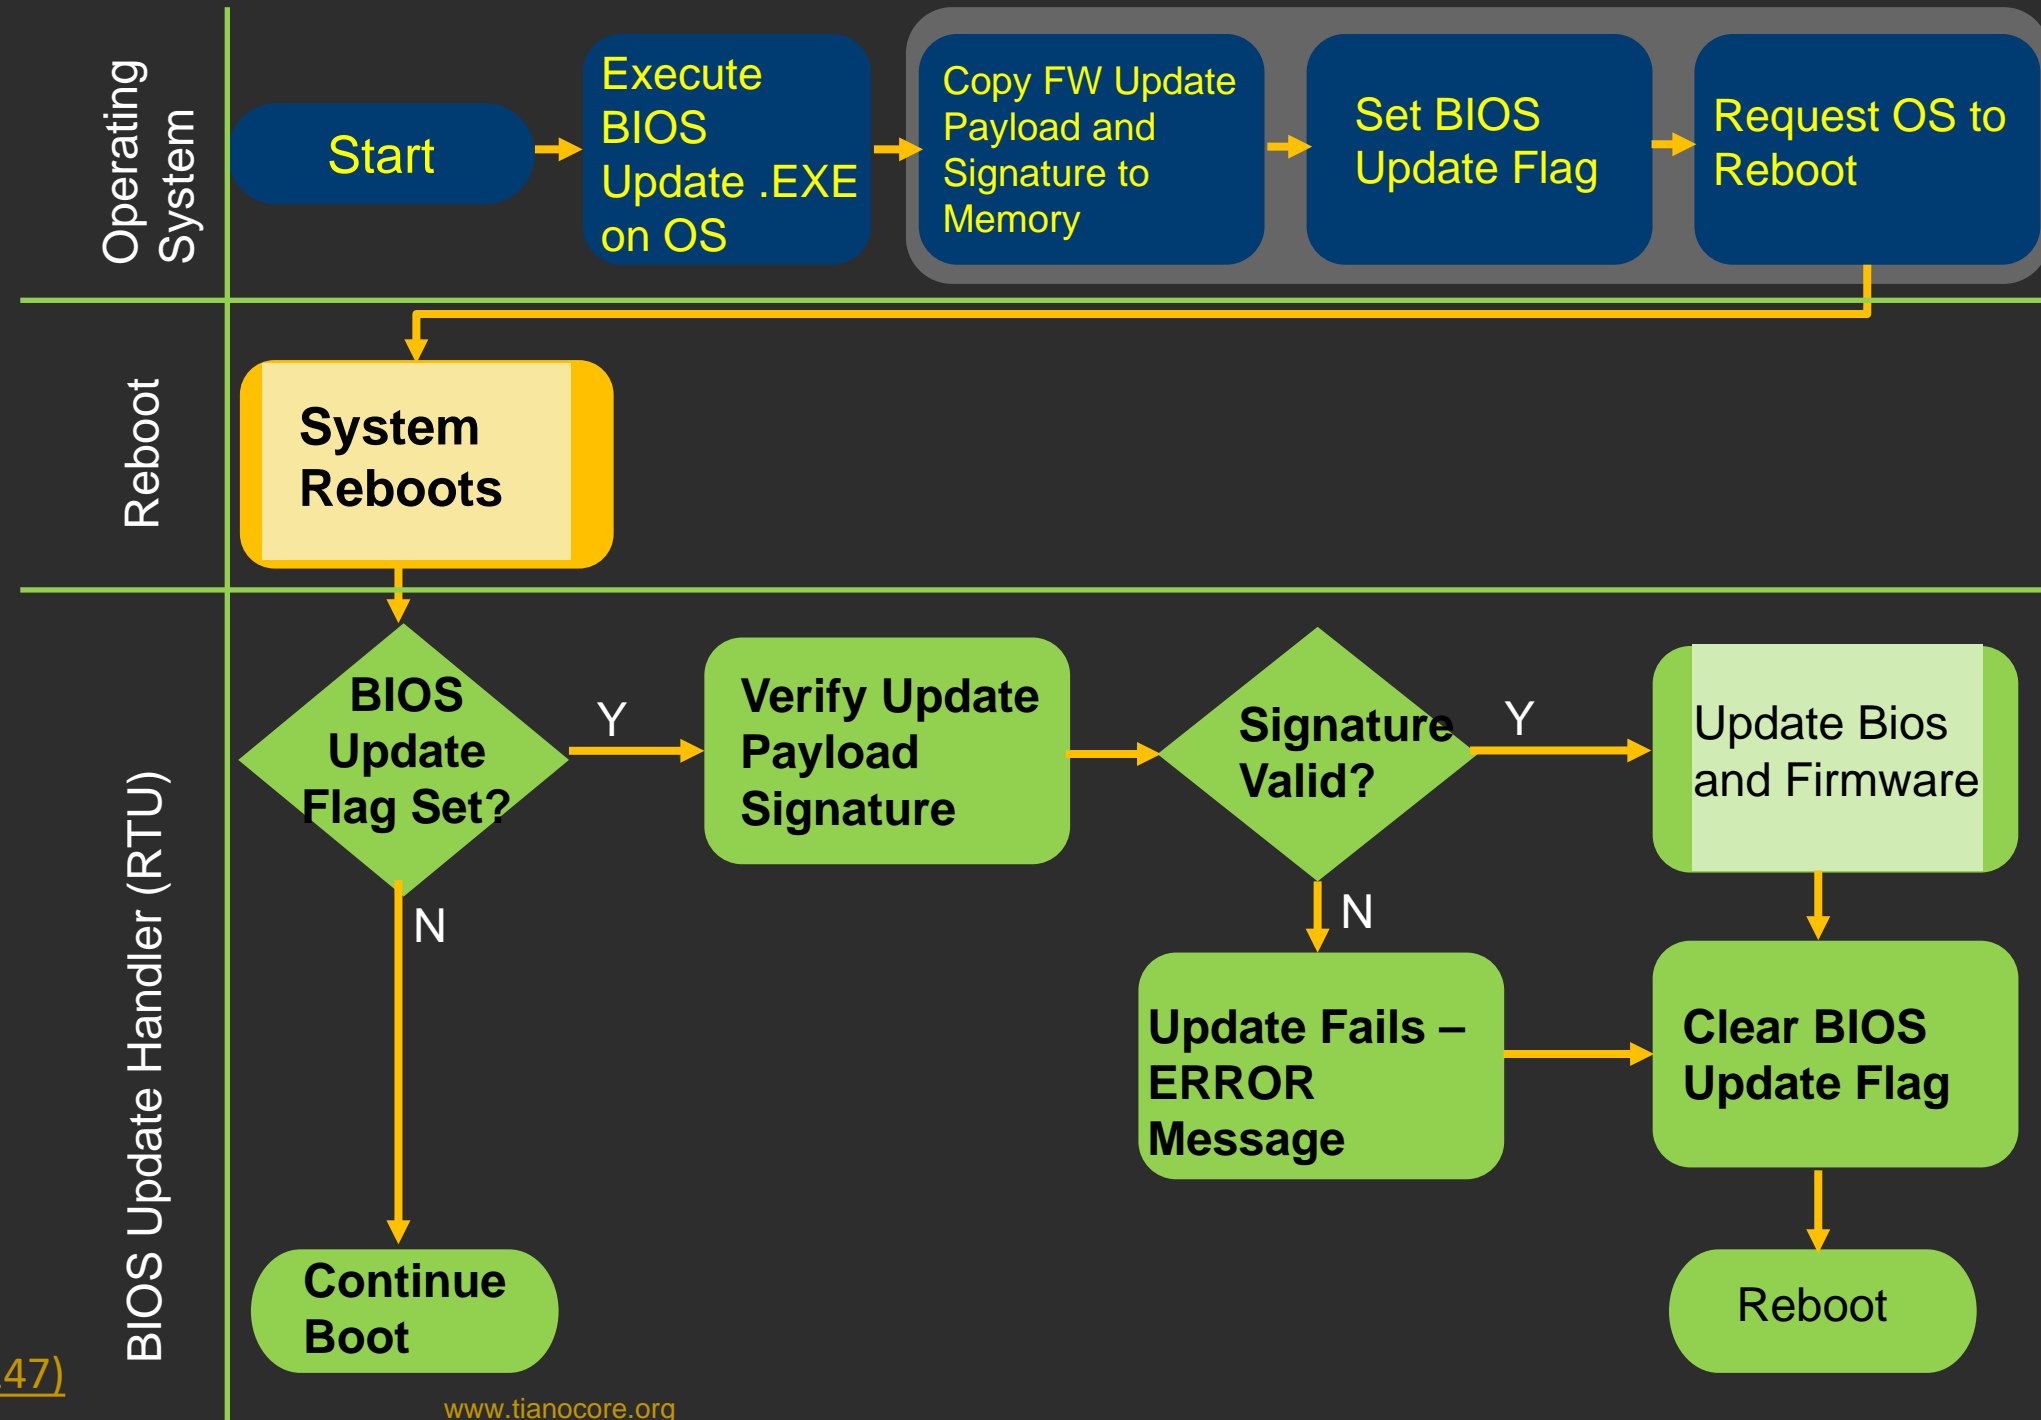 Operating
System
Start
Execute
BIOS
Update .EXE
on OS
Copy FW Update
Payload and
Signature to
Memory
Set BIOS
Update Flag
Request OS to
Reboot
Reboot
System
Reboots
BIOS Update Handler (RTU)
BIOS
Update
Flag Set?
Y
Verify Update
Payload
Signature
Signature
Valid?
Y
Update Bios
and Firmware
N
N
Update Fails –
ERROR
Message
Clear BIOS
Update Flag
Continue
Boot
Reboot
47)
www.tianocore.org